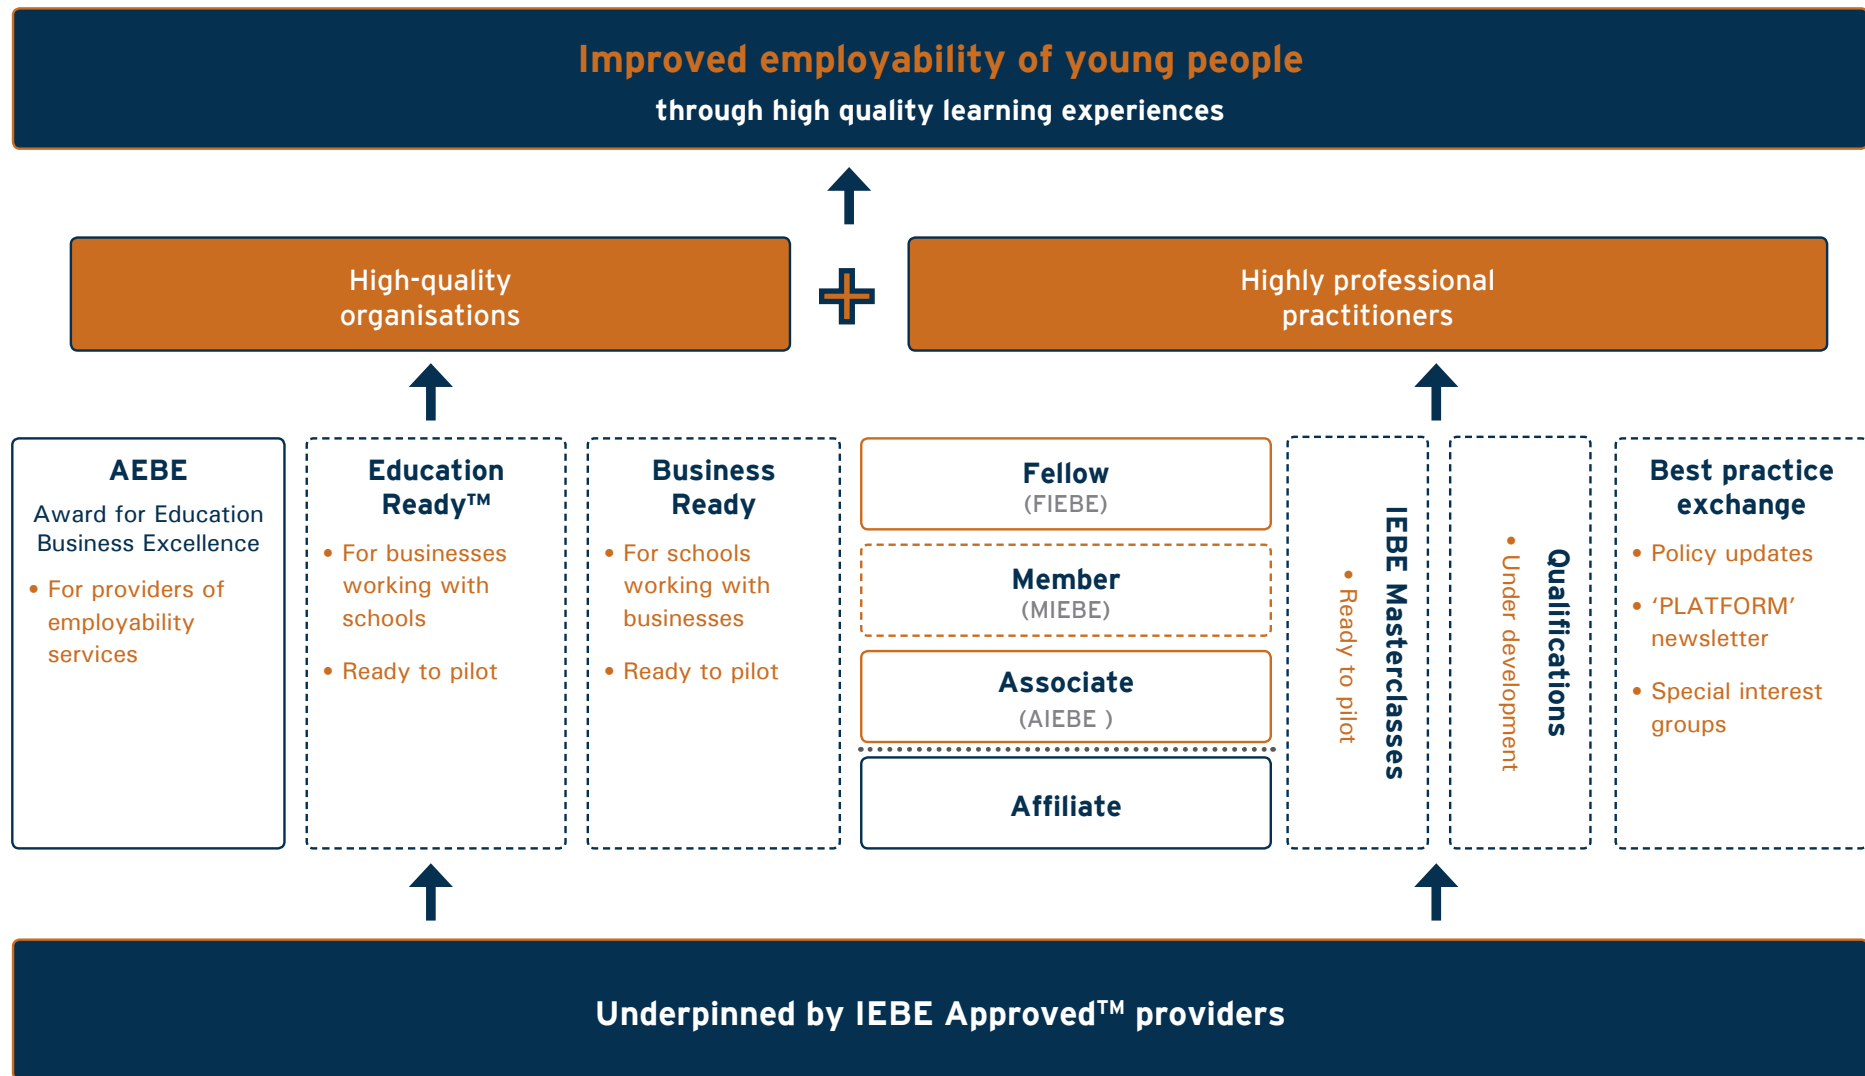 Improved employability of young people
through high quality learning experiences
High-quality
organisations
Highly professional
practitioners
AEBE
Award for Education
Business Excellence
• For providers of
employability
services
Education
Ready™
• For businesses
working with
schools
• Ready to pilot
Business
Ready
• For schools
working with
businesses
• Ready to pilot
Fellow
(FIEBE)
Member
(MIEBE)
Associate
(AIEBE )
Affiliate
IEBE Masterclasses
• Ready to pilot
Qualifications
• Under development
Best practice
exchange
• Policy updates
• ‘PLATFORM’
newsletter
• Special interest
groups
Underpinned by IEBE Approved™ providers